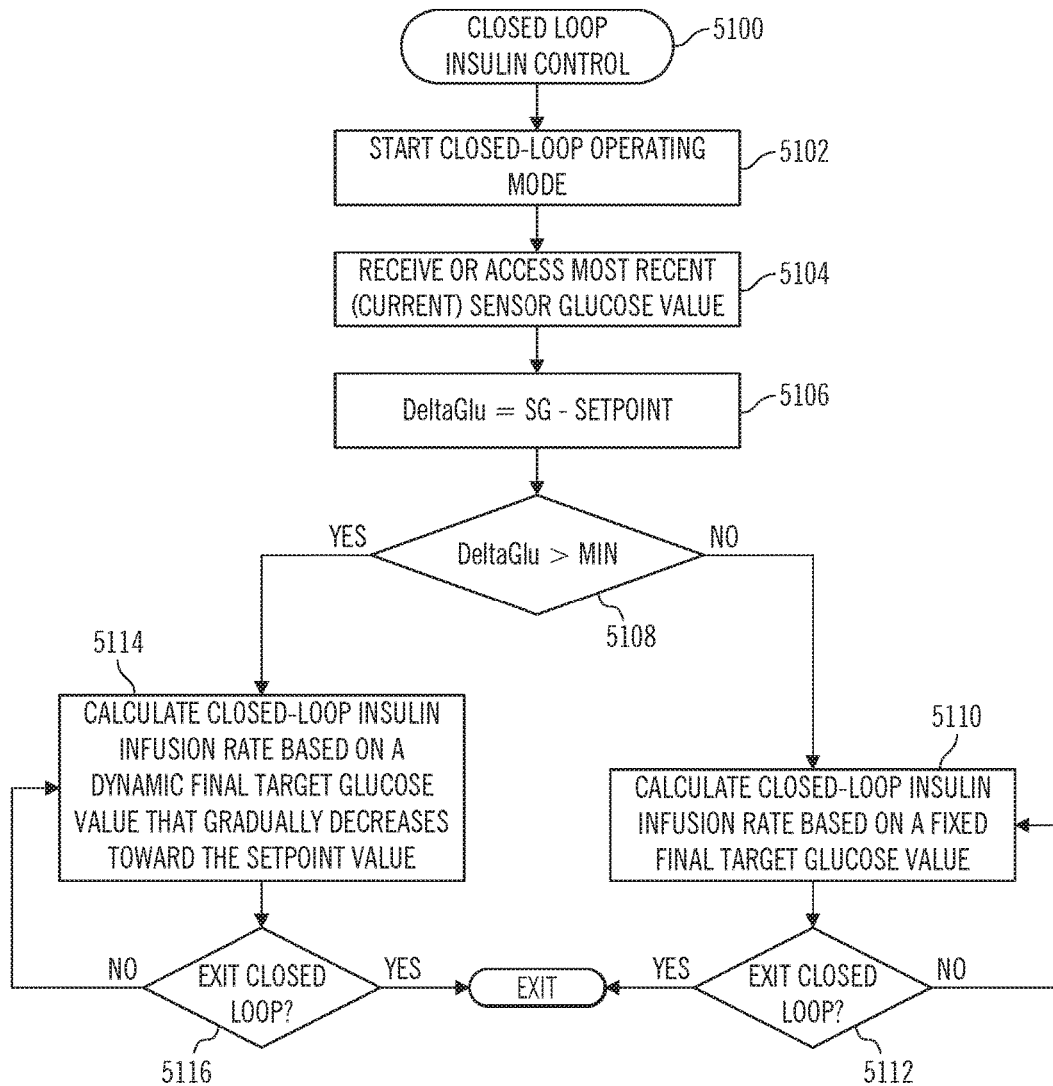 CLOSED LOOP
INSULIN CONTROL
5100
START CLOSED-LOOP OPERATING
MODE
5102
RECEIVE OR ACCESS MOST RECENT
(CURRENT) SENSOR GLUCOSE VALUE
5104
DeltaGlu = SG - SETPOINT
5106
YES
DeltaGlu > MIN
NO
5108
5114
CALCULATE CLOSED-LOOP INSULIN
INFUSION RATE BASED ON A
DYNAMIC FINAL TARGET GLUCOSE
VALUE THAT GRADUALLY DECREASES
TOWARD THE SETPOINT VALUE
5110
CALCULATE CLOSED-LOOP INSULIN
INFUSION RATE BASED ON A FIXED
FINAL TARGET GLUCOSE VALUE
NO
EXIT CLOSED
LOOP?
YES
5116
EXIT
YES
EXIT CLOSED
LOOP?
NO
5112